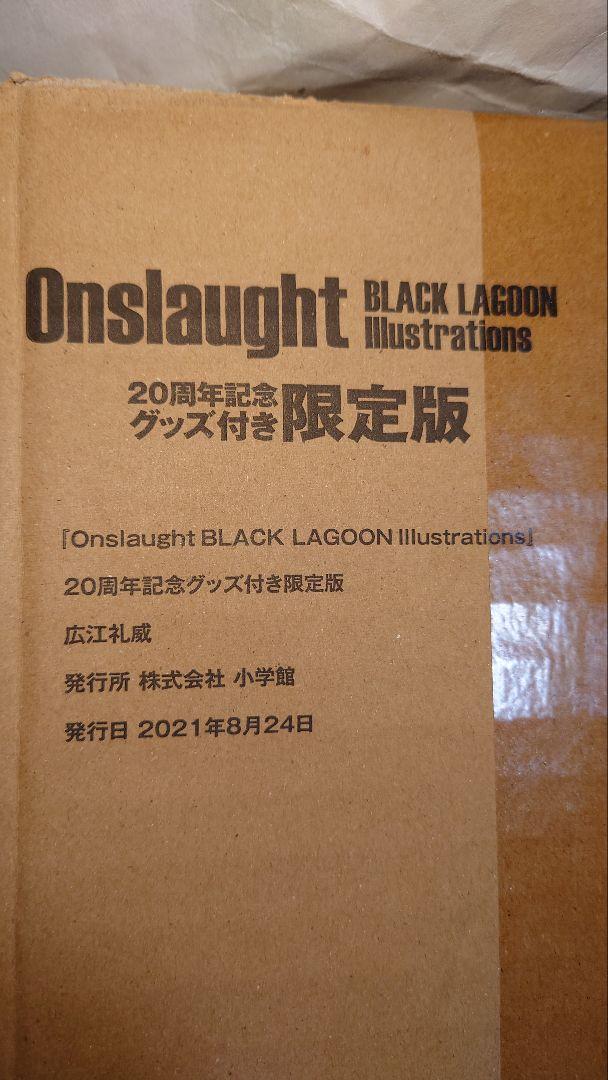 Onslaught BLACK LAGOON
Illustrations
20周年記念
グッズ付き 限定版
『Onslaught BLACK LAGOON Illustrations』
20周年記念グッズ付き限定版
広江礼威
発行所 株式会社 小学館
発行日 2021年8月24日